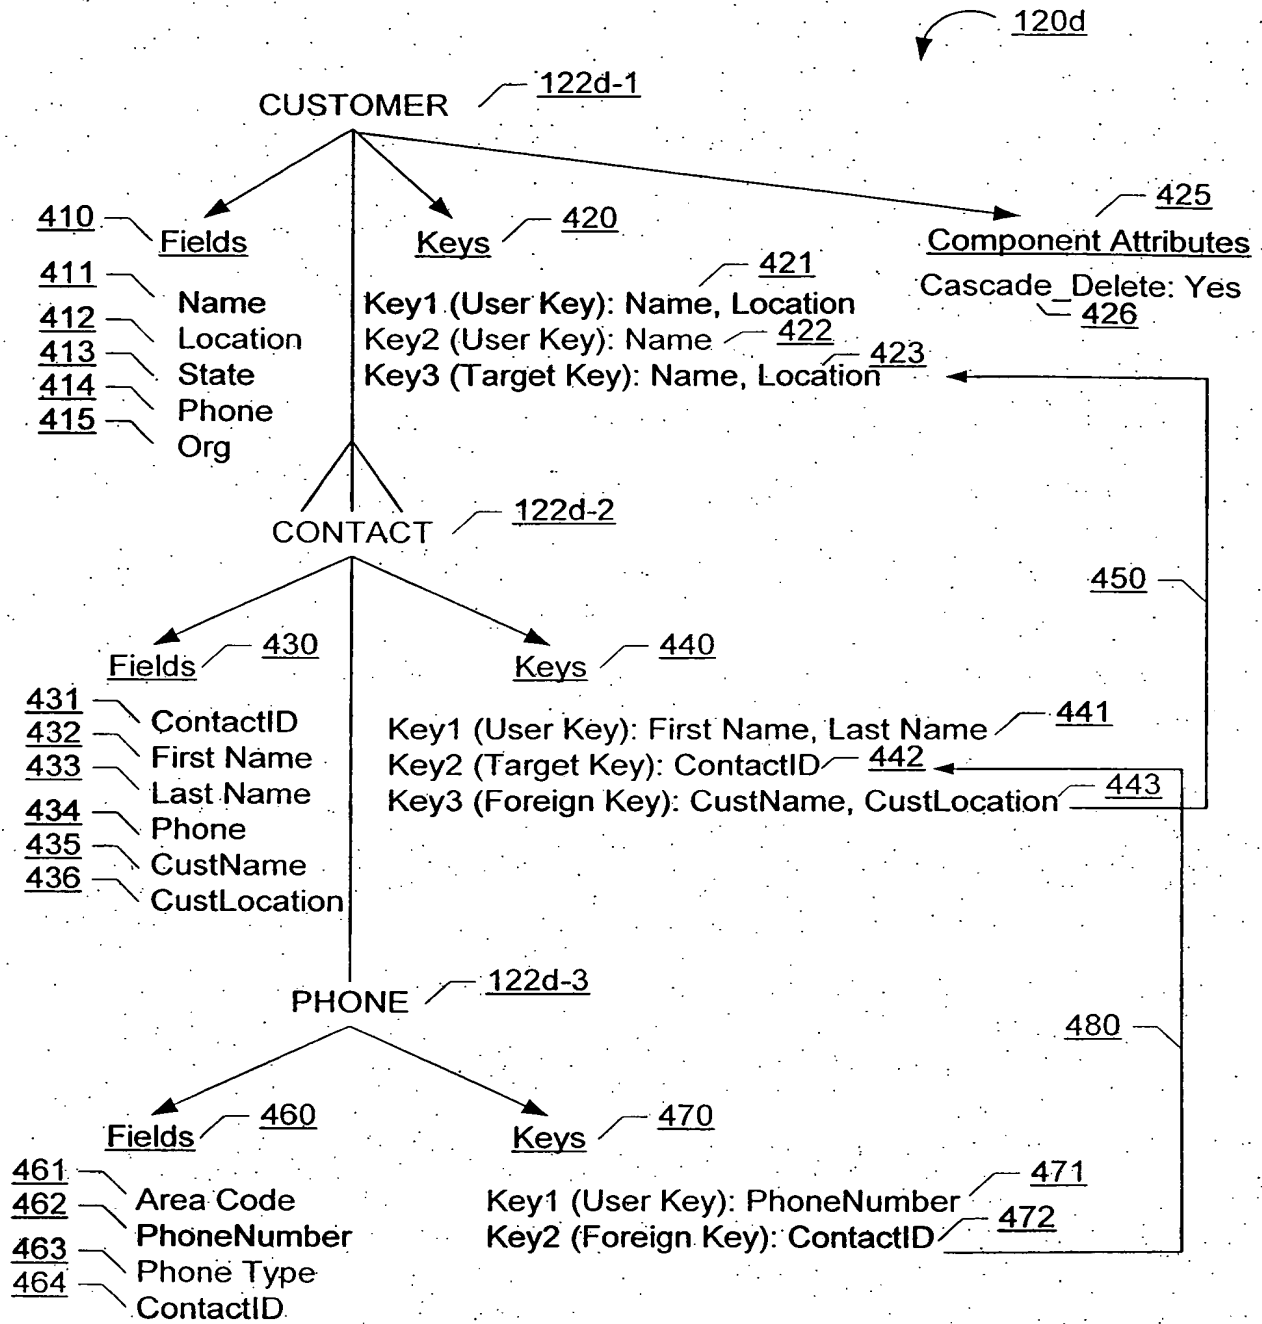 120d
CUSTOMER 122d-1
410 Fields 420 Keys 425 Component Attributes
411 Name
412 Location
413 State
414 Phone
415 Org
421
Key1 (User Key): Name, Location
Key2 (User Key): Name 422
Key3 (Target Key): Name, Location 423
Cascade_Delete: Yes
426
CONTACT 122d-2
450
Fields 430 Keys 440
431 ContactID
432 First Name
433 Last Name
434 Phone
435 CustName
436 CustLocation
Key1 (User Key): First Name, Last Name 441
Key2 (Target Key): ContactID 442
Key3 (Foreign Key): CustName, CustLocation 443
PHONE 122d-3
480
Fields 460 Keys 470
461 Area Code
462 PhoneNumber
463 Phone Type
464 ContactID
Key1 (User Key): PhoneNumber 471
Key2 (Foreign Key): ContactID 472